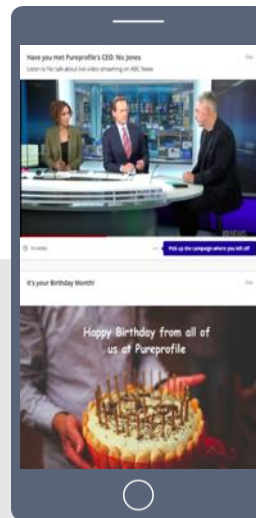 Have you met Pureprofile's CEO: Nic Jones
Listen to Nic talk about live video streaming on ABC News
Pick up the campaign where you left off
It's your Birthday Month!
Happy Birthday from all of
us at Pureprofile